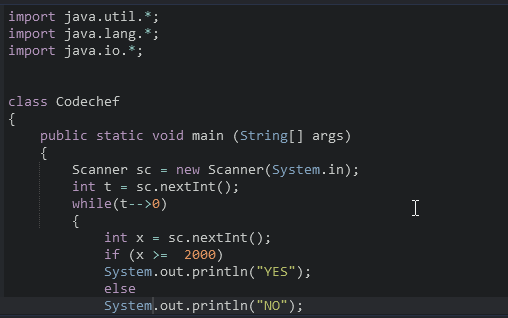 import java.util.*;
import java.lang.*;
import java.io.*;
class Codechef
{
public static void main (String[] args)
{
Scanner sc = new Scanner(System.in);
int t = sc.nextInt();
while(t-->0)
{
int x = sc.nextInt();
if (x >=  2000)
System.out.println("YES");
else
System.out.println("NO");